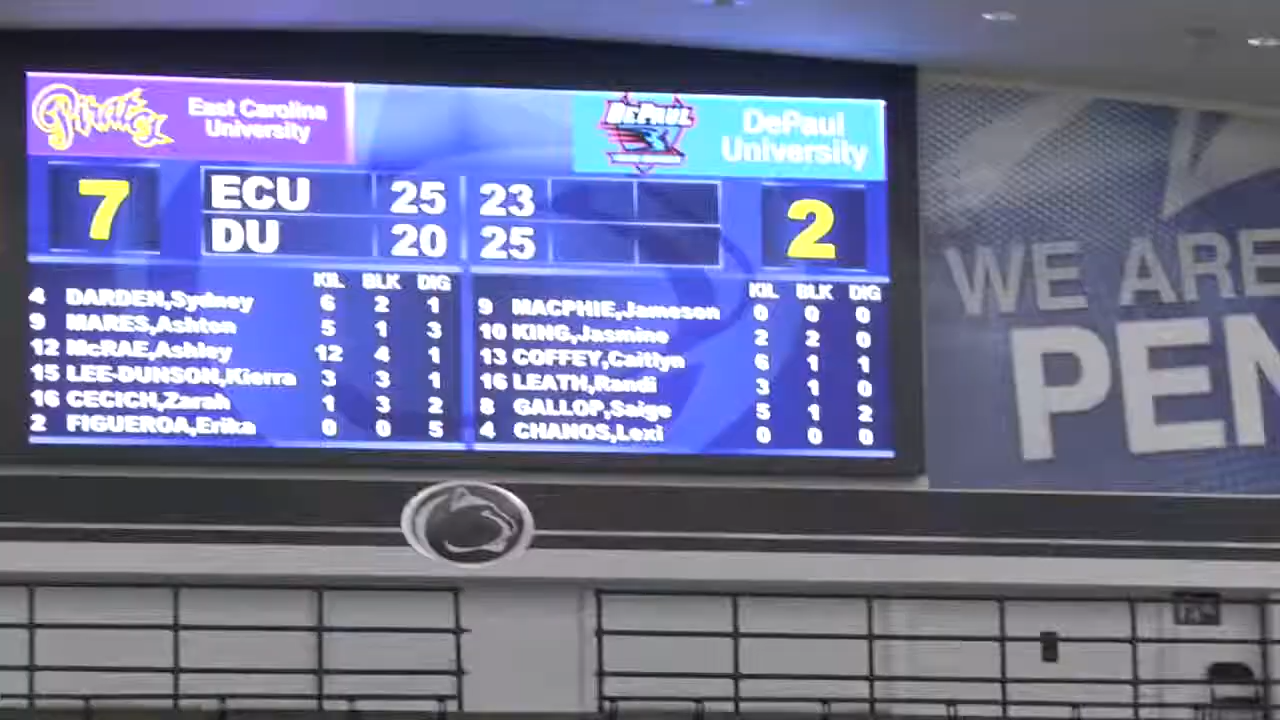 Pirates
East Carolina
University
DEPAUL
DePaul
University
7
ECU 25 23
DU 20 25
2
KIL BLK DIG
4 DARDEN,Sydney 6 2 1
9 MARES,Ashton 5 1 3
12 McRAE,Ashley 12 4 1
15 LEE-DUNSON,Kierra 3 3 1
16 CECICH,Zarah 1 3 2
2 FIGUEROA,Erika 0 0 5
KIL BLK DIG
9 MACPHIE,Jameson 0 0 0
10 KING,Jasmine 2 2 0
13 COFFEY,Caitlyn 6 1 1
16 LEATH,Randi 3 1 0
8 GALLOP,Saige 5 1 2
4 CHANOS,Lexi 0 0 0
WE ARE
PEN